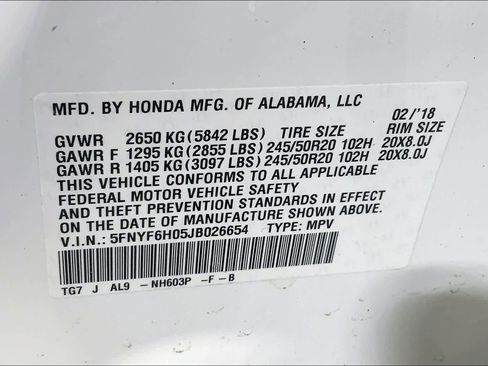 MFD. BY HONDA MFG. OF ALABAMA, LLC 02/'18
GVWR 2650 KG (5842 LBS) TIRE SIZE RIM SIZE
GAWR F 1295 KG (2855 LBS) 245/50R20 102H 20X8.0J
GAWR R 1405 KG (3097 LBS) 245/50R20 102H 20X8.0J
THIS VEHICLE CONFORMS TO ALL APPLICABLE
FEDERAL MOTOR VEHICLE SAFETY
AND THEFT PREVENTION STANDARDS IN EFFECT
ON THE DATE OF MANUFACTURE SHOWN ABOVE.
V.I.N.: 5FNYF6H05JB026654 TYPE: MPV
TG7 J AL9 -NH603P -F-B